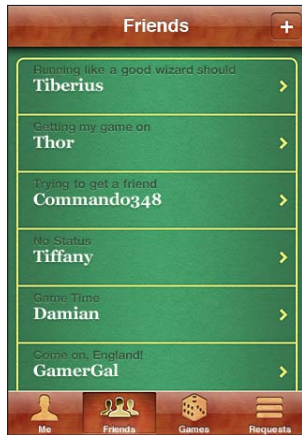 Friends
+
Running like a good wizard should
Tiberius
Getting my game on
Thor
Trying to get a friend
Commando348
No Status
Tiffany
Game Time
Damian
Come on, England!
GamerGal
Me
Friends
Games
Requests